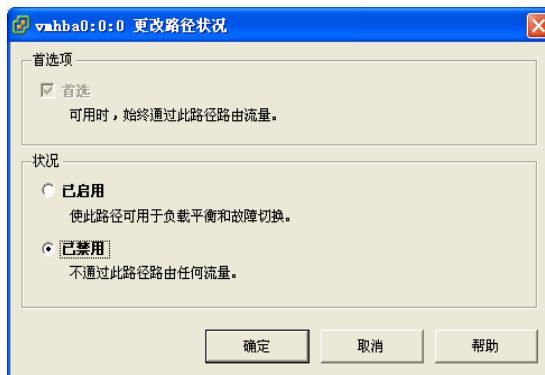 vmhba0:0:0 更改路径状况
首选项
首选
可用时，始终通过此路径路由流量。
状况
已启用
使此路径可用于负载平衡和故障切换。
已禁用
不通过此路径路由任何流量。
确定
取消
帮助